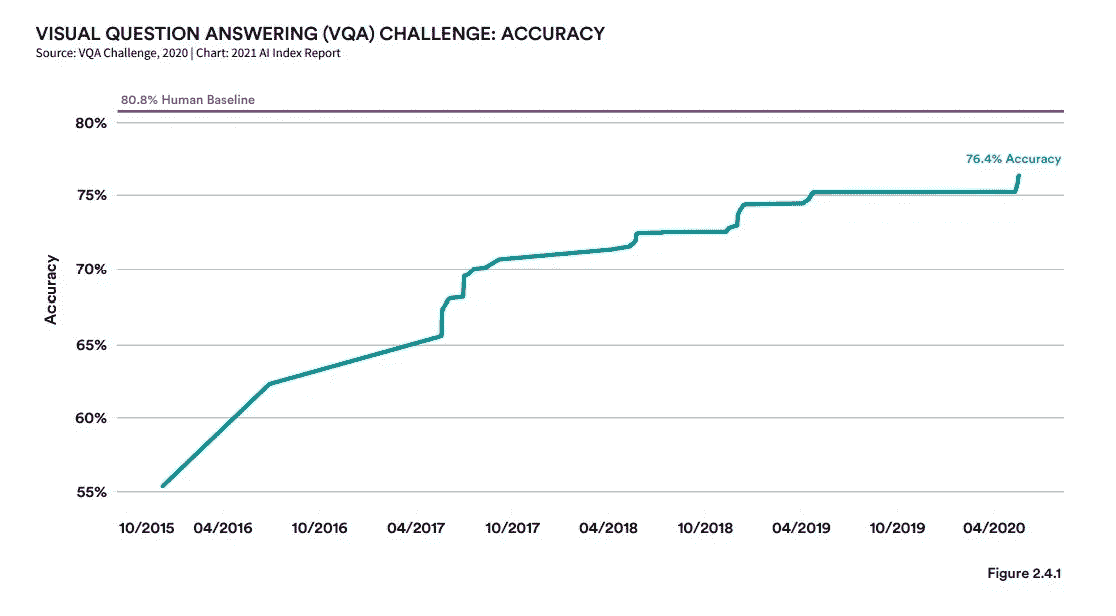 VISUAL QUESTION ANSWERING (VQA) CHALLENGE: ACCURACY
Source: VQA Challenge, 2020 | Chart: 2021 AI Index Report
80.8% Human Baseline
80%
76.4% Accuracy
75%
70%
Accuracy
65%
60%
55%
10/2015 04/2016 10/2016 04/2017 10/2017 04/2018 10/2018 04/2019 10/2019 04/2020
Figure 2.4.1